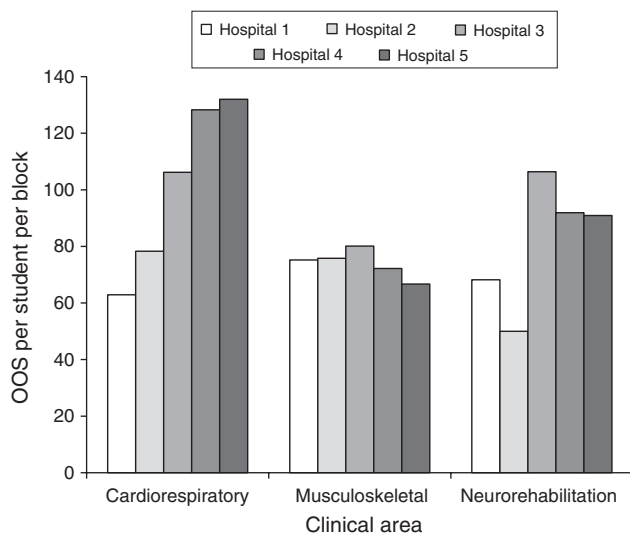 Hospital 1 Hospital 2 Hospital 3
Hospital 4 Hospital 5
OOS per student per block
140
120
100
80
60
40
20
0
Cardiorespiratory Musculoskeletal Neurorehabilitation
Clinical area